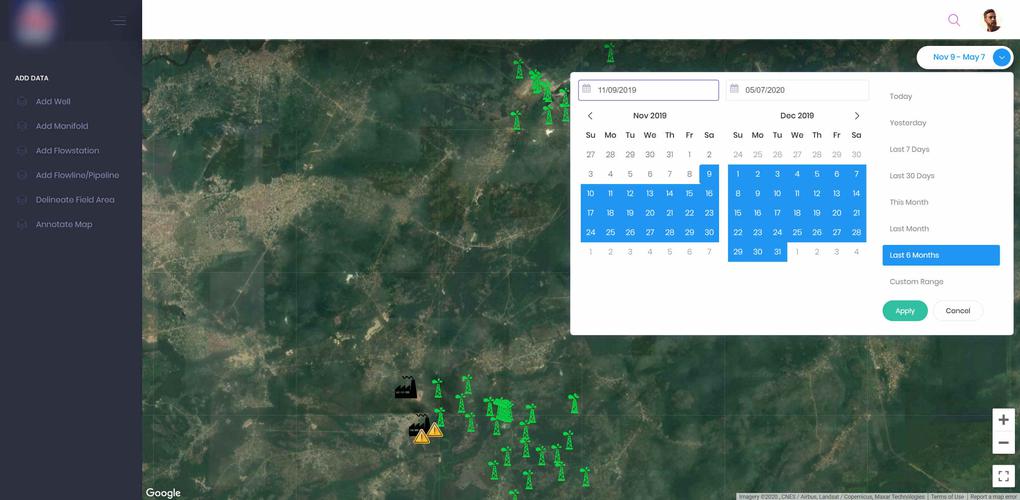 ADD DATA
Add Well
Add Manifold
Add Flowstation
Add Flowline/Pipeline
Delineate Field Area
Annotate Map
Nov 9 - May 7
11/09/2019
05/07/2020
Nov 2019
Su Mo Tu We Th Fr Sa
27 28 29 30 31 1 2
3 4 5 6 7 8 9
10 11 12 13 14 15 16
17 18 19 20 21 22 23
24 25 26 27 28 29 30
1 2 3 4 5 6 7
Dec 2019
Su Mo Tu We Th Fr Sa
24 25 26 27 28 29 30
1 2 3 4 5 6 7
8 9 10 11 12 13 14
15 16 17 18 19 20 21
22 23 24 25 26 27 28
29 30 31 1 2 3 4
Today
Yesterday
Last 7 Days
Last 30 Days
This Month
Last Month
Last 6 Months
Custom Range
Apply
Cancel
Google
Imagery ©2020 , CNES / Airbus, Landsat / Copernicus, Maxar Technologies
Terms of Use
Report a map error